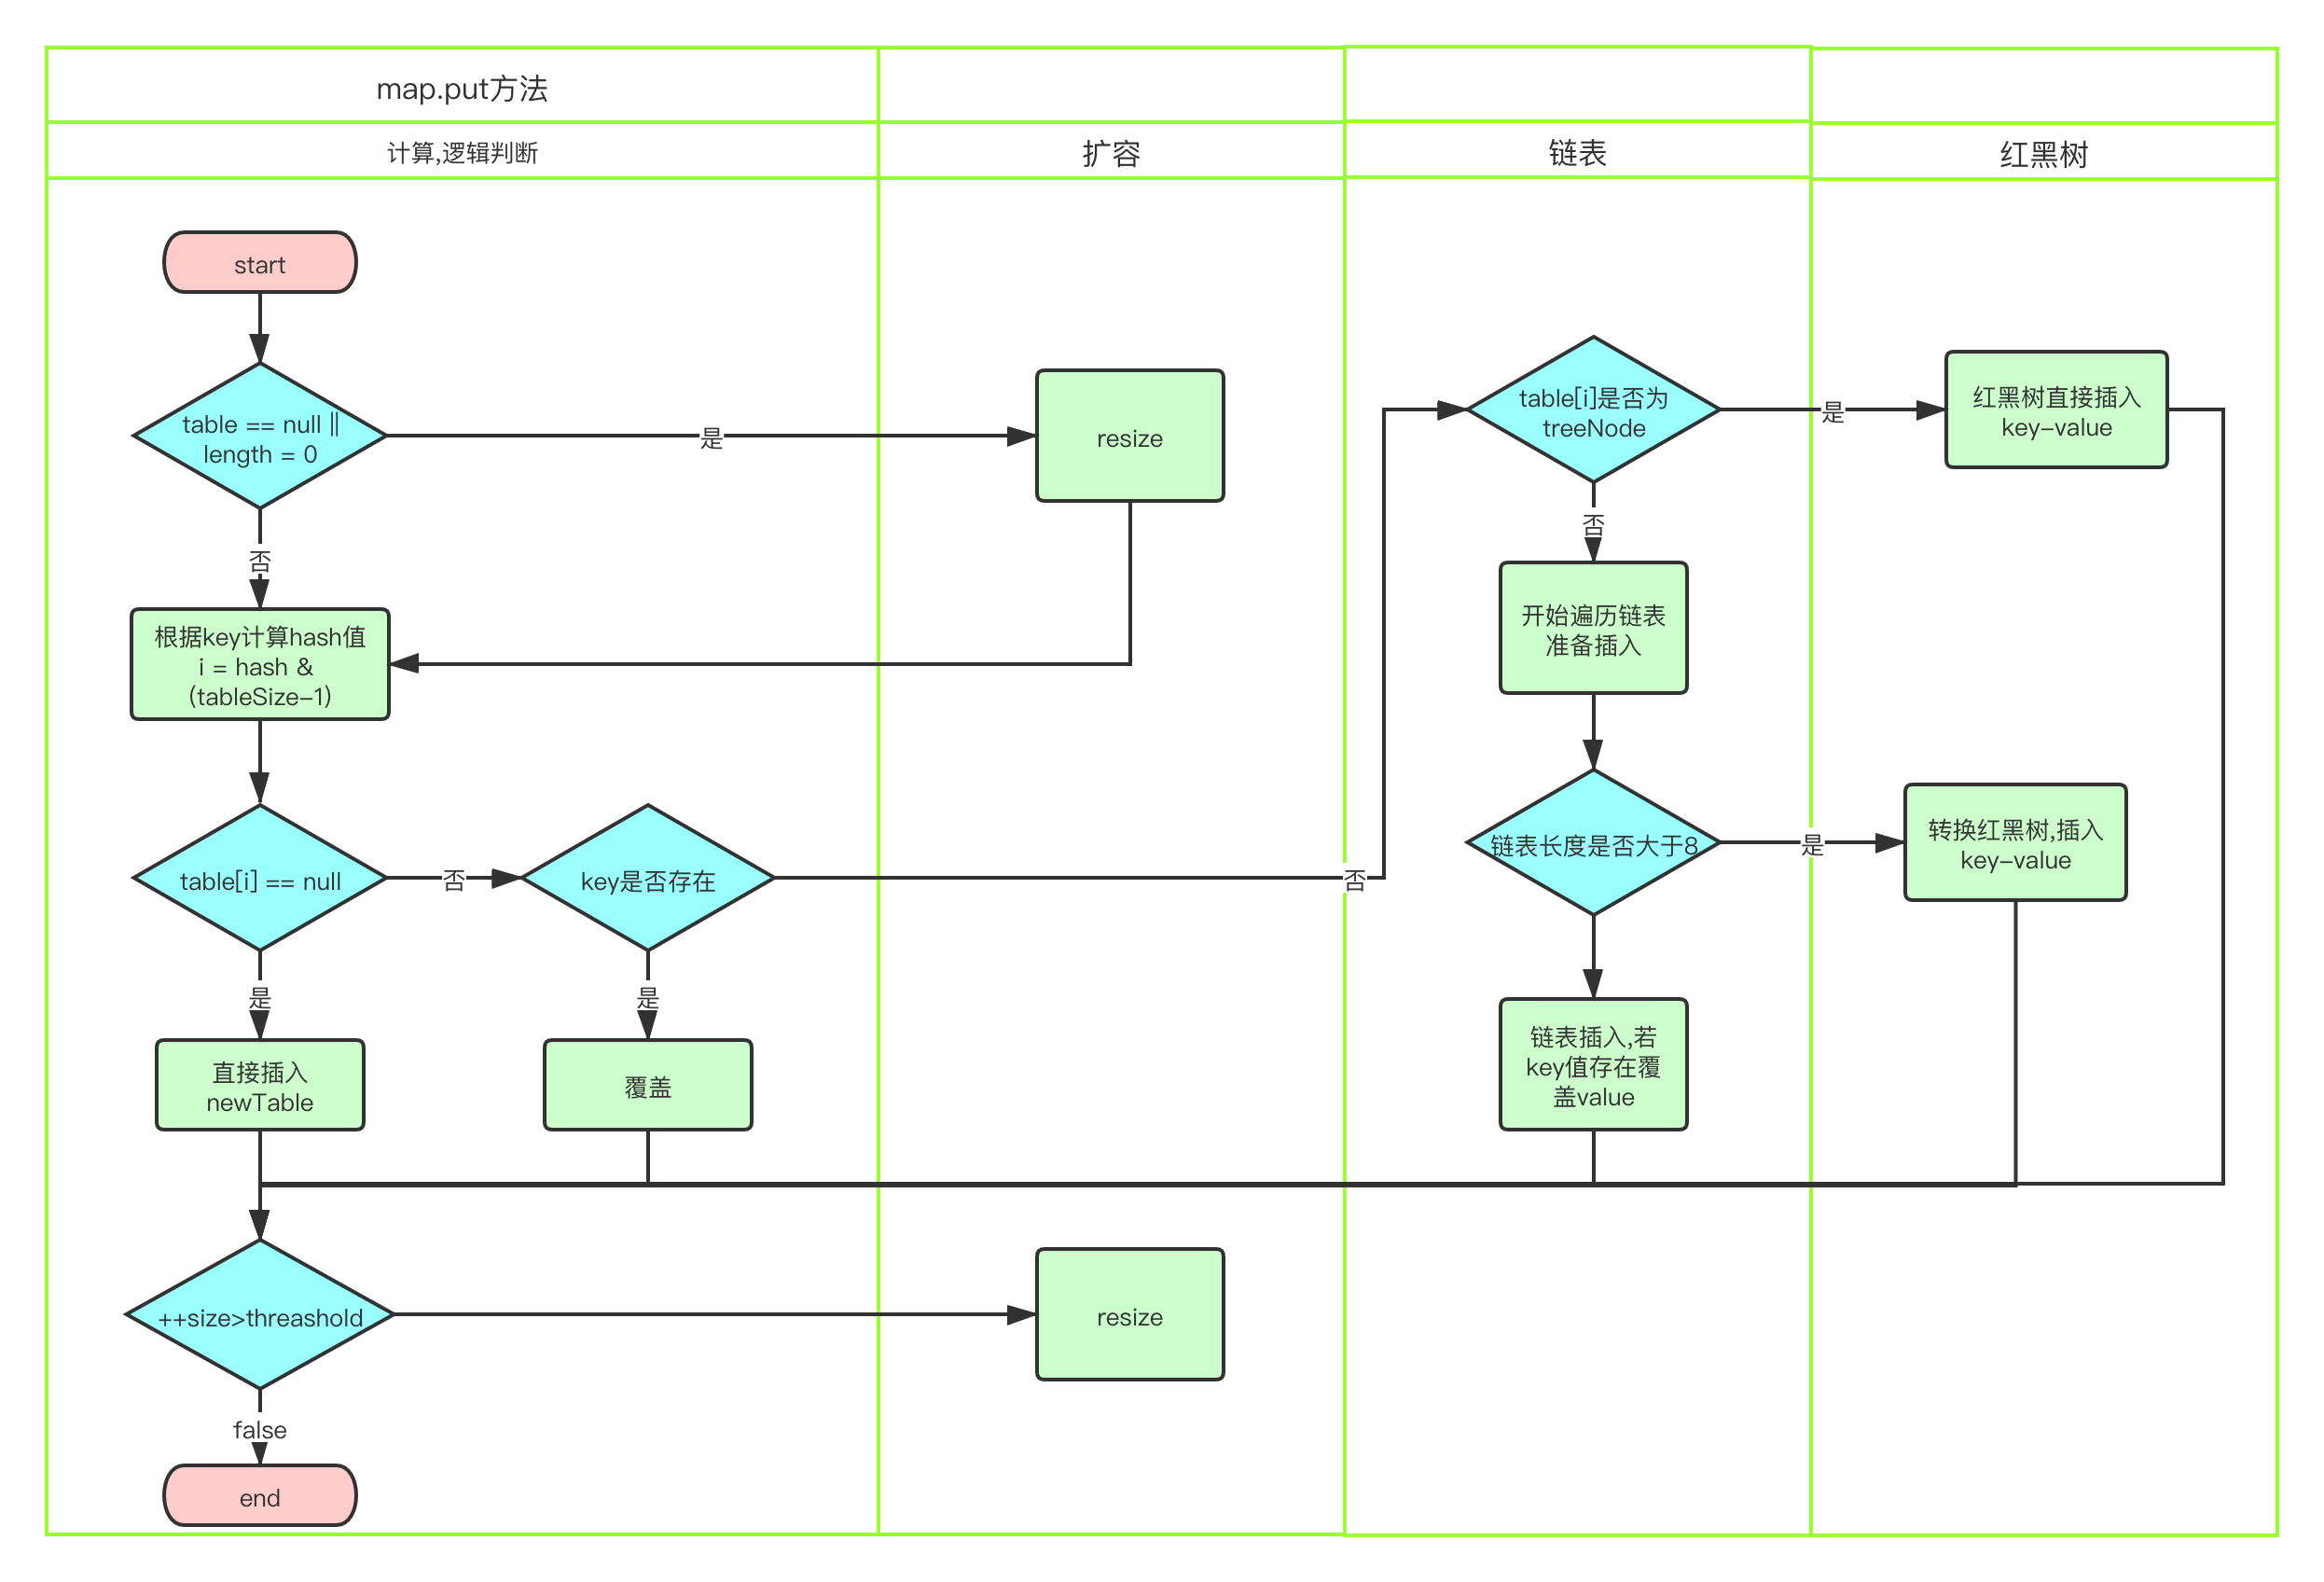 map.put方法
计算,逻辑判断
扩容
链表
红黑树
start
table == null ||
length = 0
是
resize
否
根据key计算hash值
i = hash &
(tableSize-1)
table[i] == null
否
key是否存在
否
是
直接插入
newTable
是
覆盖
table[i]是否为
treeNode
是
红黑树直接插入
key-value
否
开始遍历链表
准备插入
链表长度是否大于8
是
转换红黑树,插入
key-value
链表插入,若
key值存在覆
盖value
++size>threashold
resize
false
end